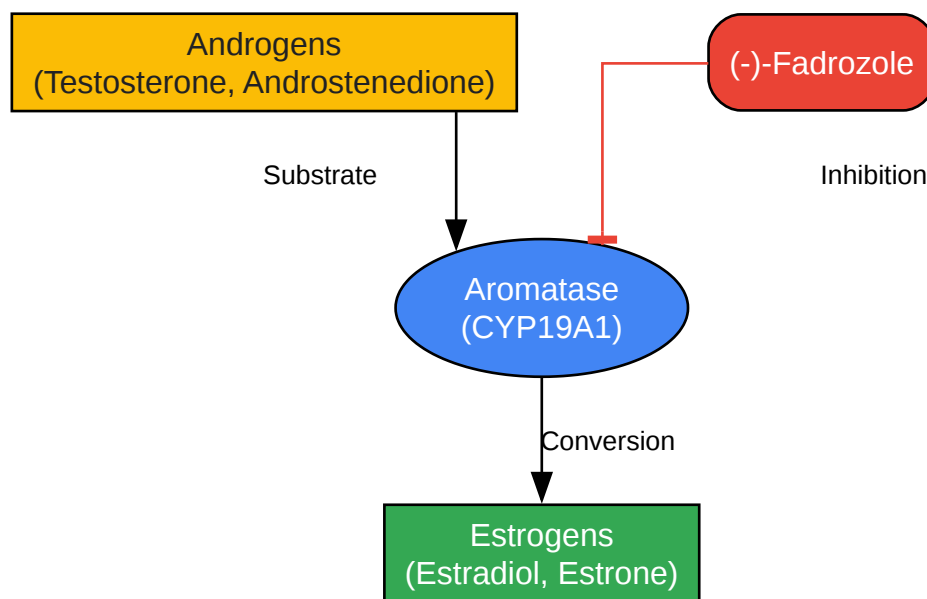 Androgens
(Testosterone, Androstenedione)
(-)-Fadrozole
Substrate
Inhibition
Aromatase
(CYP19A1)
Conversion
Estrogens
(Estradiol, Estrone)